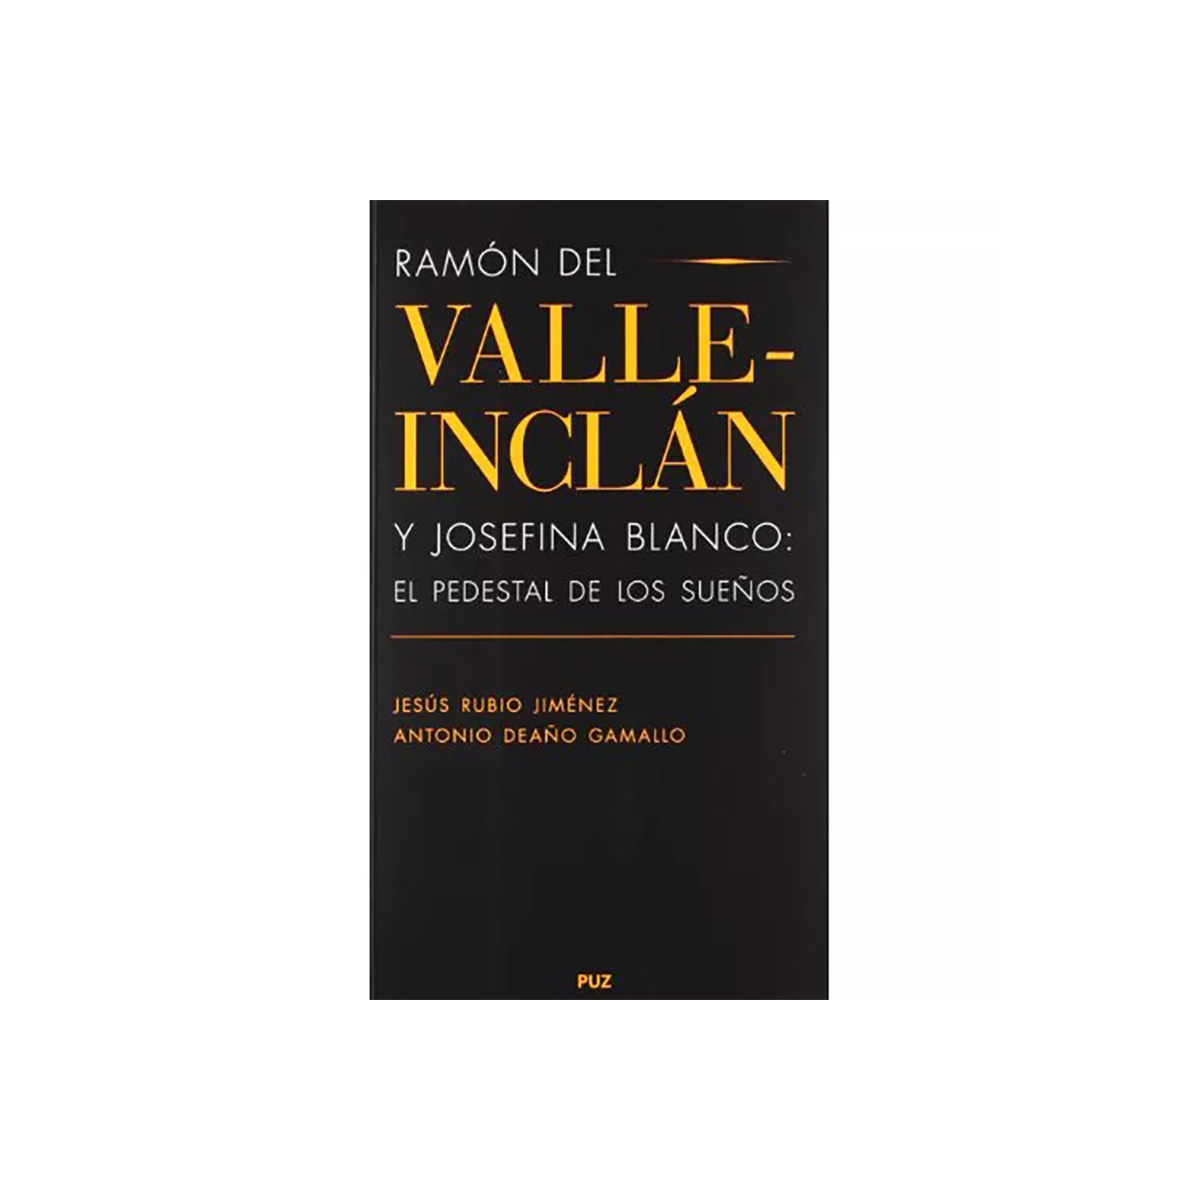 RAMÓN DEL
VALLE-
INCLÁN
Y JOSEFINA BLANCO:
EL PEDESTAL DE LOS SUEÑOS
JESÚS RUBIO JIMÉNEZ
ANTONIO DEAÑO GAMALLO
PUZ